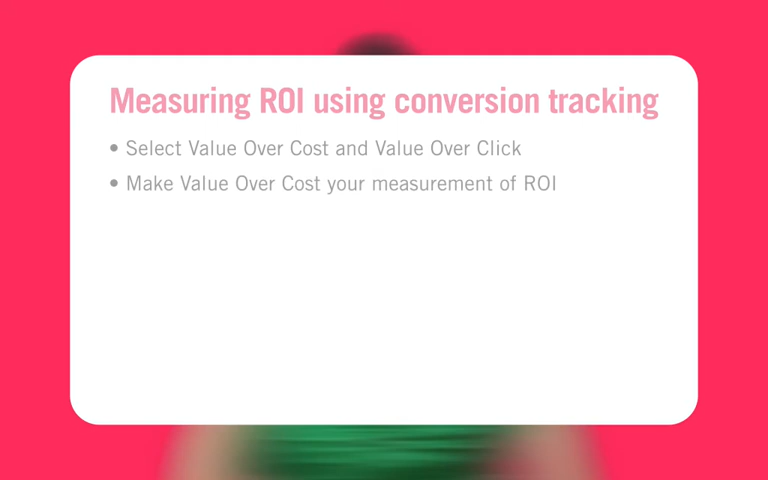 Measuring ROI using conversion tracking
• Select Value Over Cost and Value Over Click
• Make Value Over Cost your measurement of ROI